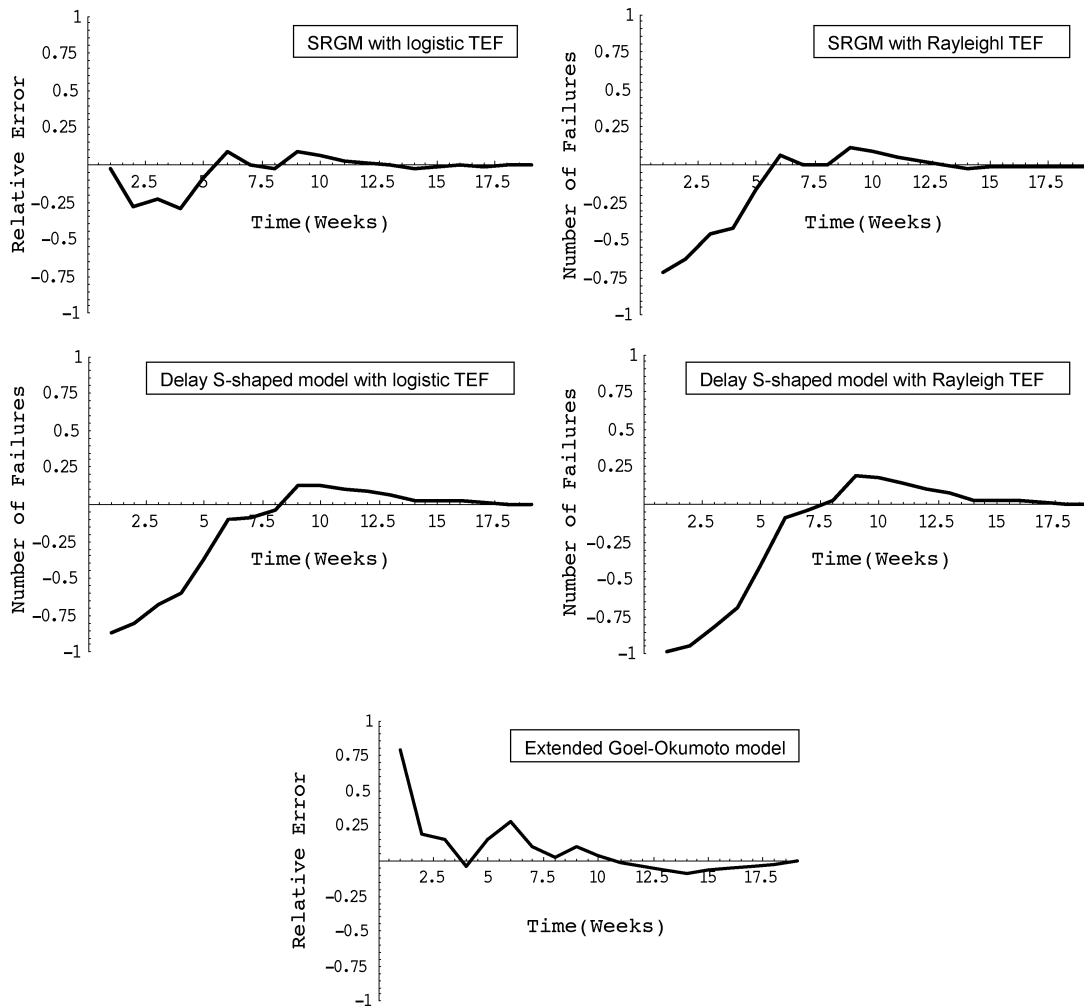 1
0.75
0.5
0.25
-0.25
-0.5
-0.75
-1
2.5 5 7.5 10 12.5 15 17.5
Relative Error
Time(Weeks)
SRGM with logistic TEF
1
0.75
0.5
0.25
-0.25
-0.5
-0.75
-1
2.5 5 7.5 10 12.5 15 17.5
Number of Failures
Time(Weeks)
SRGM with Rayleighl TEF
1
0.75
0.5
0.25
-0.25
-0.5
-0.75
-1
2.5 5 7.5 10 12.5 15 17.5
Number of Failures
Time(Weeks)
Delay S-shaped model with logistic TEF
1
0.75
0.5
0.25
-0.25
-0.5
-0.75
-1
2.5 5 7.5 10 12.5 15 17.5
Number of Failures
Time(Weeks)
Delay S-shaped model with Rayleigh TEF
1
0.75
0.5
0.25
-0.25
-0.5
-0.75
-1
2.5 5 7.5 10 12.5 15 17.5
Relative Error
Time(Weeks)
Extended Goel-Okumoto model